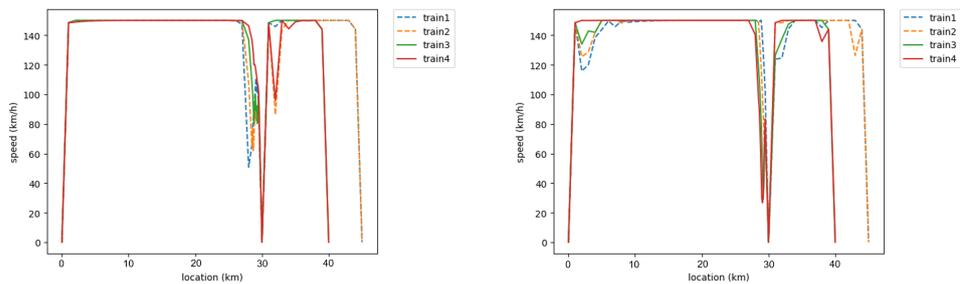 speed (km/h)
140
120
100
80
60
40
20
0
0 10 20 30 40
location (km)
train1
train2
train3
train4
speed (km/h)
140
120
100
80
60
40
20
0
0 10 20 30 40
location (km)
train1
train2
train3
train4